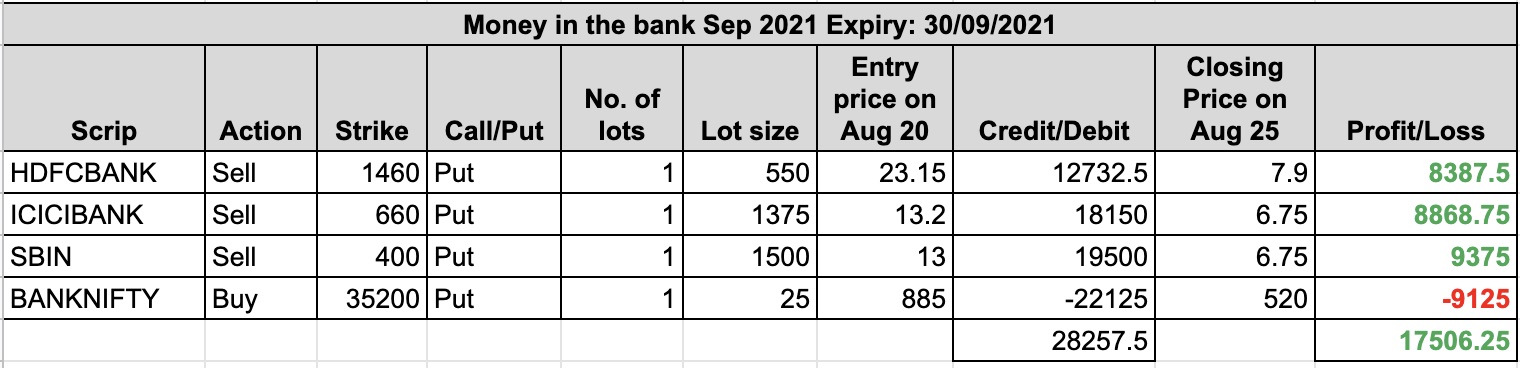 Money in the bank Sep 2021 Expiry: 30/09/2021
Scrip Action Strike Call/Put No. of lots Lot size Entry price on Aug 20 Credit/Debit Closing Price on Aug 25 Profit/Loss
HDFCBANK Sell 1460 Put 1 550 23.15 12732.5 7.9 8387.5
ICICIBANK Sell 660 Put 1 1375 13.2 18150 6.75 8868.75
SBIN Sell 400 Put 1 1500 13 19500 6.75 9375
BANKNIFTY Buy 35200 Put 1 25 885 -22125 520 -9125
28257.5 17506.25